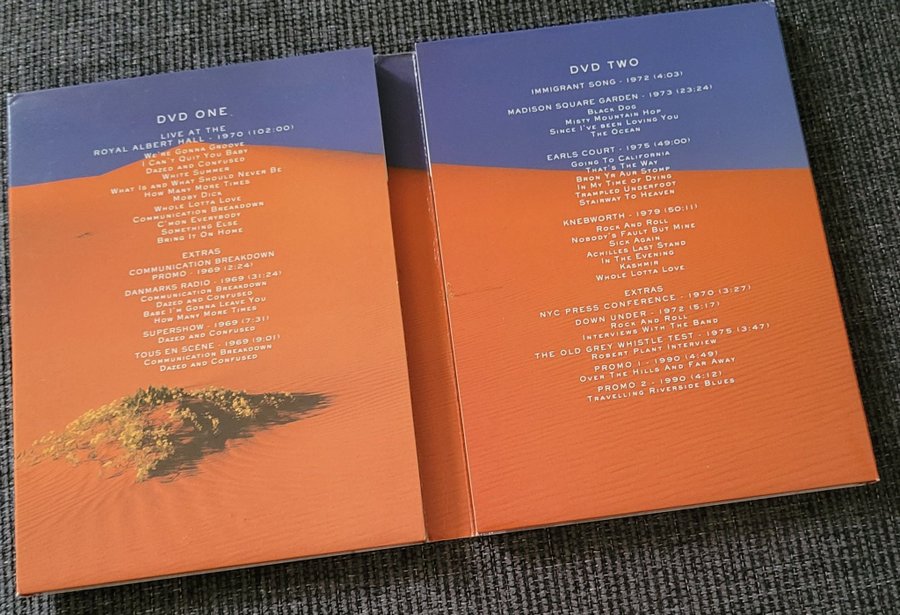 DVD ONE
LIVE AT THE
ROYAL ALBERT HALL - 1970 (102:00)
WE'RE GONNA GROOVE
I CAN'T QUIT YOU BABY
DAZED AND CONFUSED
WHITE SUMMER
WHAT IS AND WHAT SHOULD NEVER BE
HOW MANY MORE TIMES
MOBY DICK
WHOLE LOTTA LOVE
COMMUNICATION BREAKDOWN
C'MON EVERYBODY
SOMETHING ELSE
BRING IT ON HOME
EXTRAS
COMMUNICATION BREAKDOWN
PROMO - 1969 (2:24)
DANMARKS RADIO - 1969 (31:24)
COMMUNICATION BREAKDOWN
DAZED AND CONFUSED
BABE I'M GONNA LEAVE YOU
HOW MANY MORE TIMES
SUPERSHOW - 1969 (7:31)
DAZED AND CONFUSED
TOUS EN SCÈNE - 1969 (9:01)
COMMUNICATION BREAKDOWN
DAZED AND CONFUSED
DVD TWO
IMMIGRANT SONG - 1972 (4:03)
MADISON SQUARE GARDEN - 1973 (23:24)
BLACK DOG
MISTY MOUNTAIN HOP
SINCE I'VE BEEN LOVING YOU
THE OCEAN
EARLS COURT - 1975 (49:00)
GOING TO CALIFORNIA
THAT'S THE WAY
BRON YR AUR STOMP
IN MY TIME OF DYING
TRAMPLED UNDERFOOT
STAIRWAY TO HEAVEN
KNEBWORTH - 1979 (50:11)
ROCK AND ROLL
NOBODY'S FAULT BUT MINE
SICK AGAIN
ACHILLES LAST STAND
IN THE EVENING
KASHMIR
WHOLE LOTTA LOVE
EXTRAS
NYC PRESS CONFERENCE - 1970 (3:27)
DOWN UNDER - 1972 (5:17)
ROCK AND ROLL
INTERVIEWS WITH THE BAND
THE OLD GREY WHISTLE TEST - 1975 (3:47)
ROBERT PLANT INTERVIEW
PROMO 1 - 1990 (4:49)
OVER THE HILLS AND FAR AWAY
PROMO 2 - 1990 (4:12)
TRAVELLING RIVERSIDE BLUES